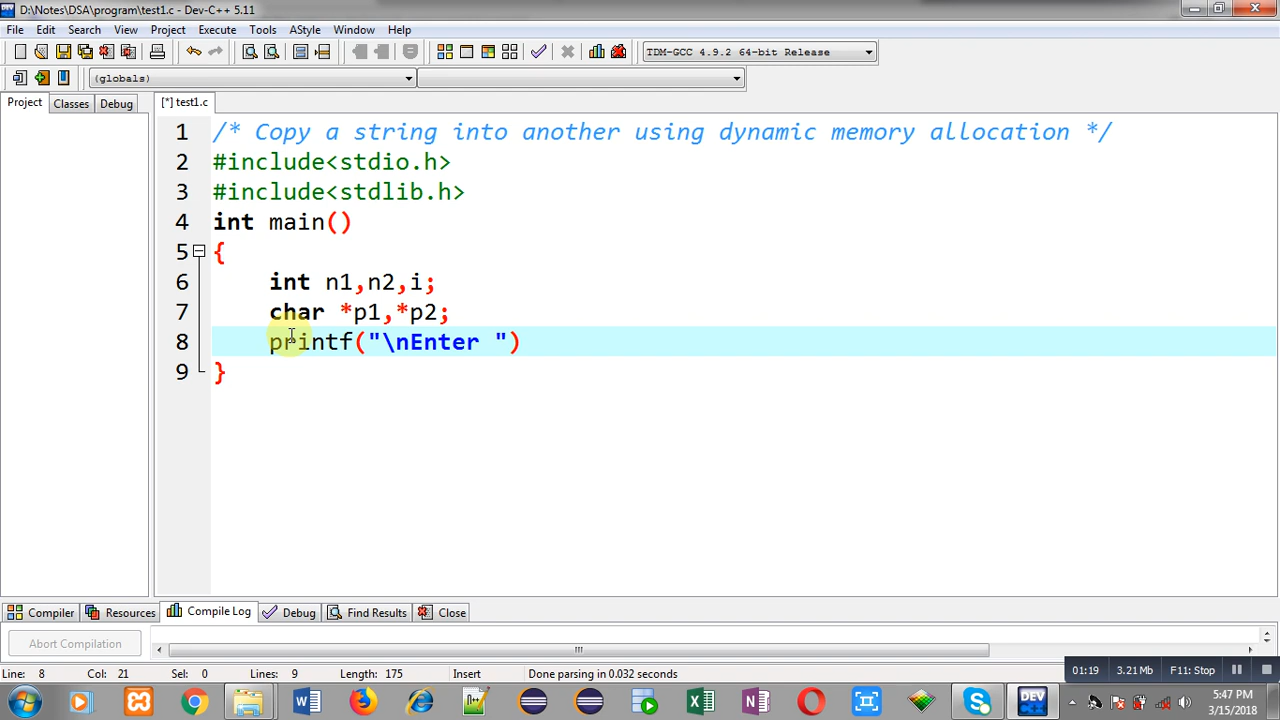 D:\Notes\DSA\program\test1.c - Dev-C++ 5.11
File Edit Search View Project Execute Tools AStyle Window Help
TDM-GCC 4.9.2 64-bit Release
(globals)
Project Classes Debug [*] test1.c
1 /* Copy a string into another using dynamic memory allocation */
2 #include<stdio.h>
3 #include<stdlib.h>
4 int main()
5 {
6 int n1,n2,i;
7 char *p1,*p2;
8 printf("\nEnter ")
9 }
Compiler Resources Compile Log Debug Find Results Close
Abort Compilation
Line: 8 Col: 21 Sel: 0 Lines: 9 Length: 175 Insert Done parsing in 0.032 seconds
01:19 3.21 Mb F11: Stop
DEV
5:47 PM
3/15/2018